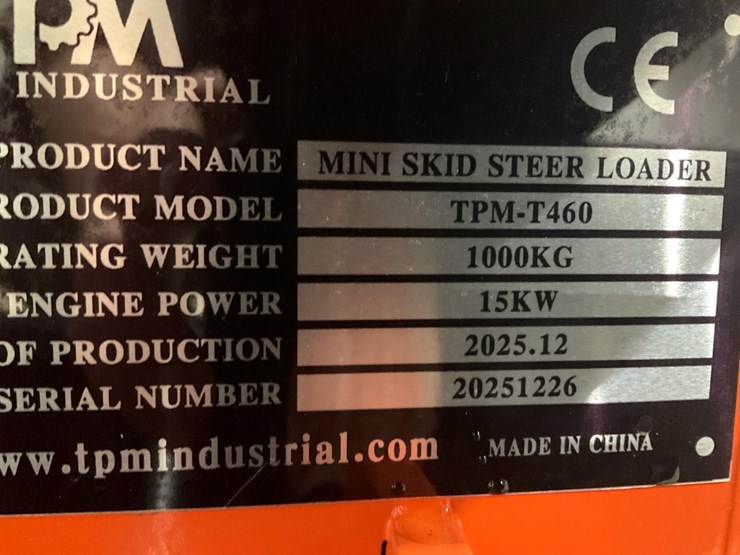 PM
INDUSTRIAL
CE
PRODUCT NAME MINI SKID STEER LOADER
RODUCT MODEL TPM-T460
RATING WEIGHT 1000KG
ENGINE POWER 15KW
OF PRODUCTION 2025.12
SERIAL NUMBER 20251226
ww.tpmindustrial.com MADE IN CHINA